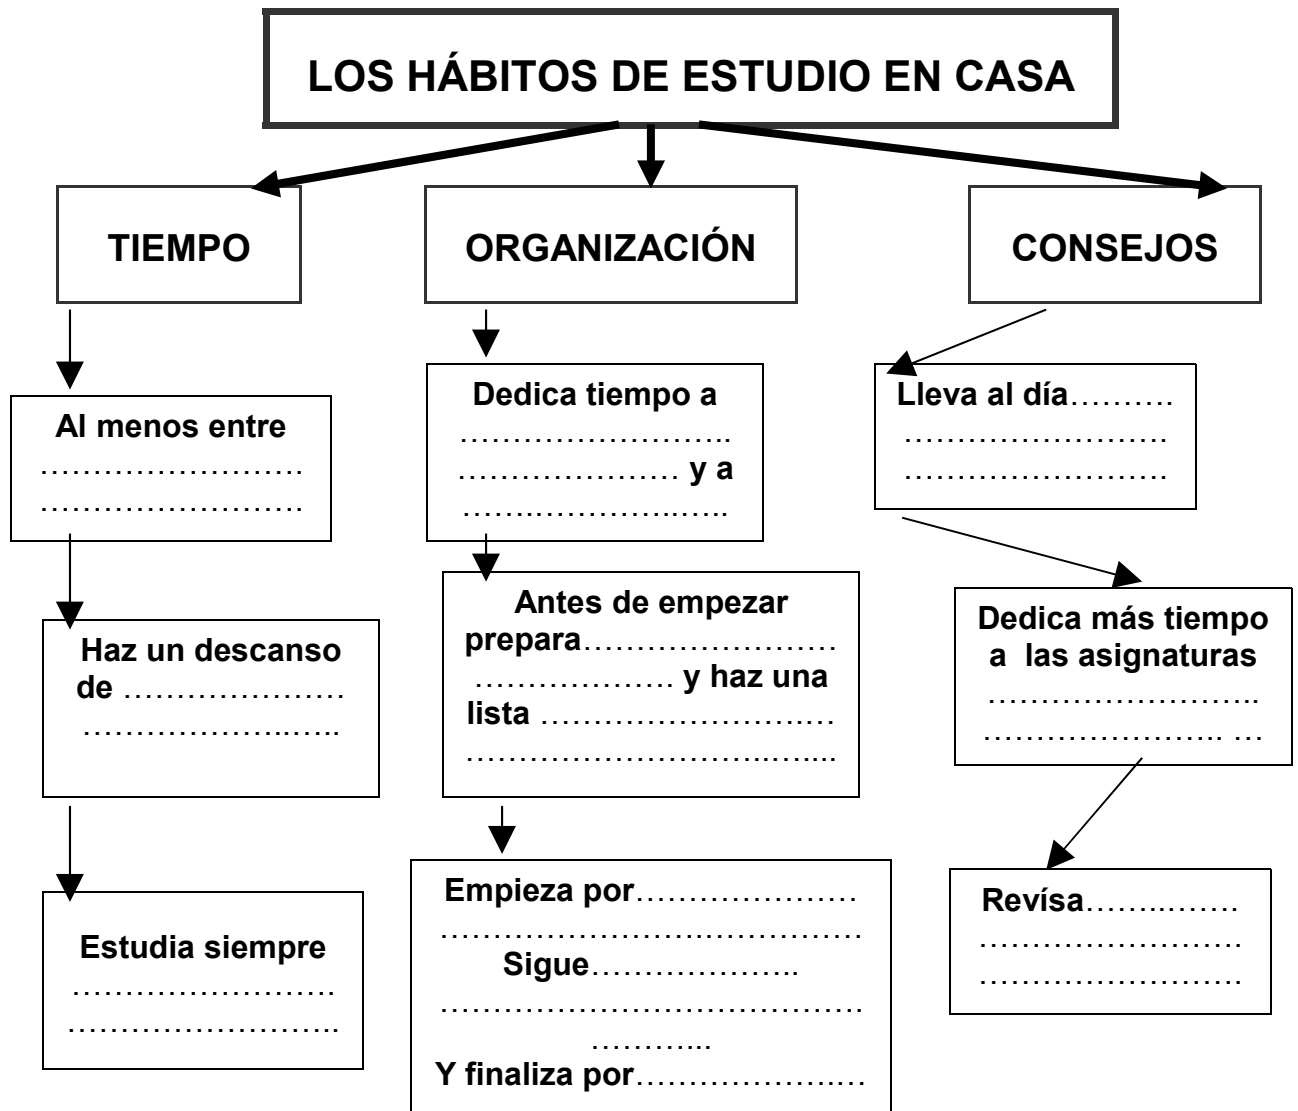 LOS HÁBITOS DE ESTUDIO EN CASA
TIEMPO
ORGANIZACIÓN
CONSEJOS
Al menos entre
…………………….
…………………….
Haz un descanso
de …………………
………………..…..
Estudia siempre
…………………….
……………………..
Dedica tiempo a
……………………..
………………… y a
…….…………..…..
Antes de empezar
prepara……………………
………………. y haz una
lista …………………….…
……………………….…....
Empieza por…………………
…………………….……………
Sigue………………..
………………………………….
………...
Y finaliza por………………….…
Lleva al día……….
…………………….
…………………….
Dedica más tiempo
a las asignaturas
……………………..
………………….. …
Revísa……..…….
…………………….
…………………….